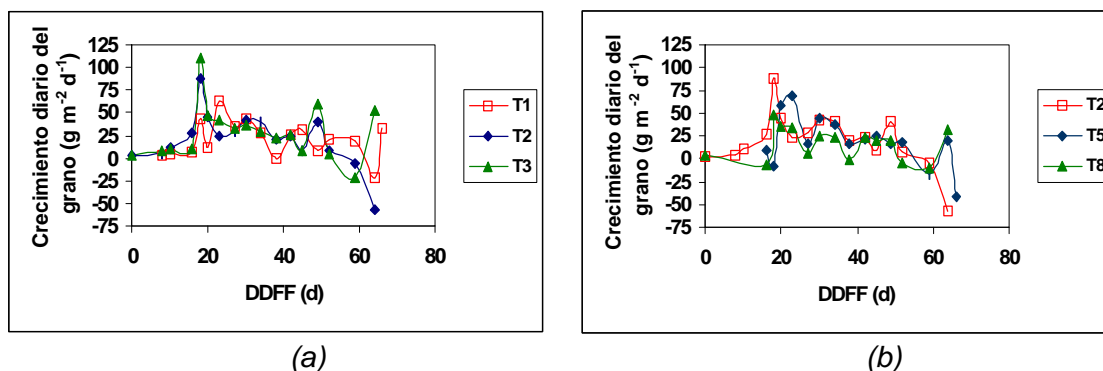 Crecimiento diario del
grano (g m⁻² d⁻¹)
125
100
75
50
25
0
-25
-50
-75
0 20 40 60 80
DDFF (d)
T1
T2
T3
(a)
Crecimiento diario del
grano (g m⁻² d⁻¹)
125
100
75
50
25
0
-25
-50
-75
0 20 40 60 80
DDFF (d)
T2
T5
T8
(b)